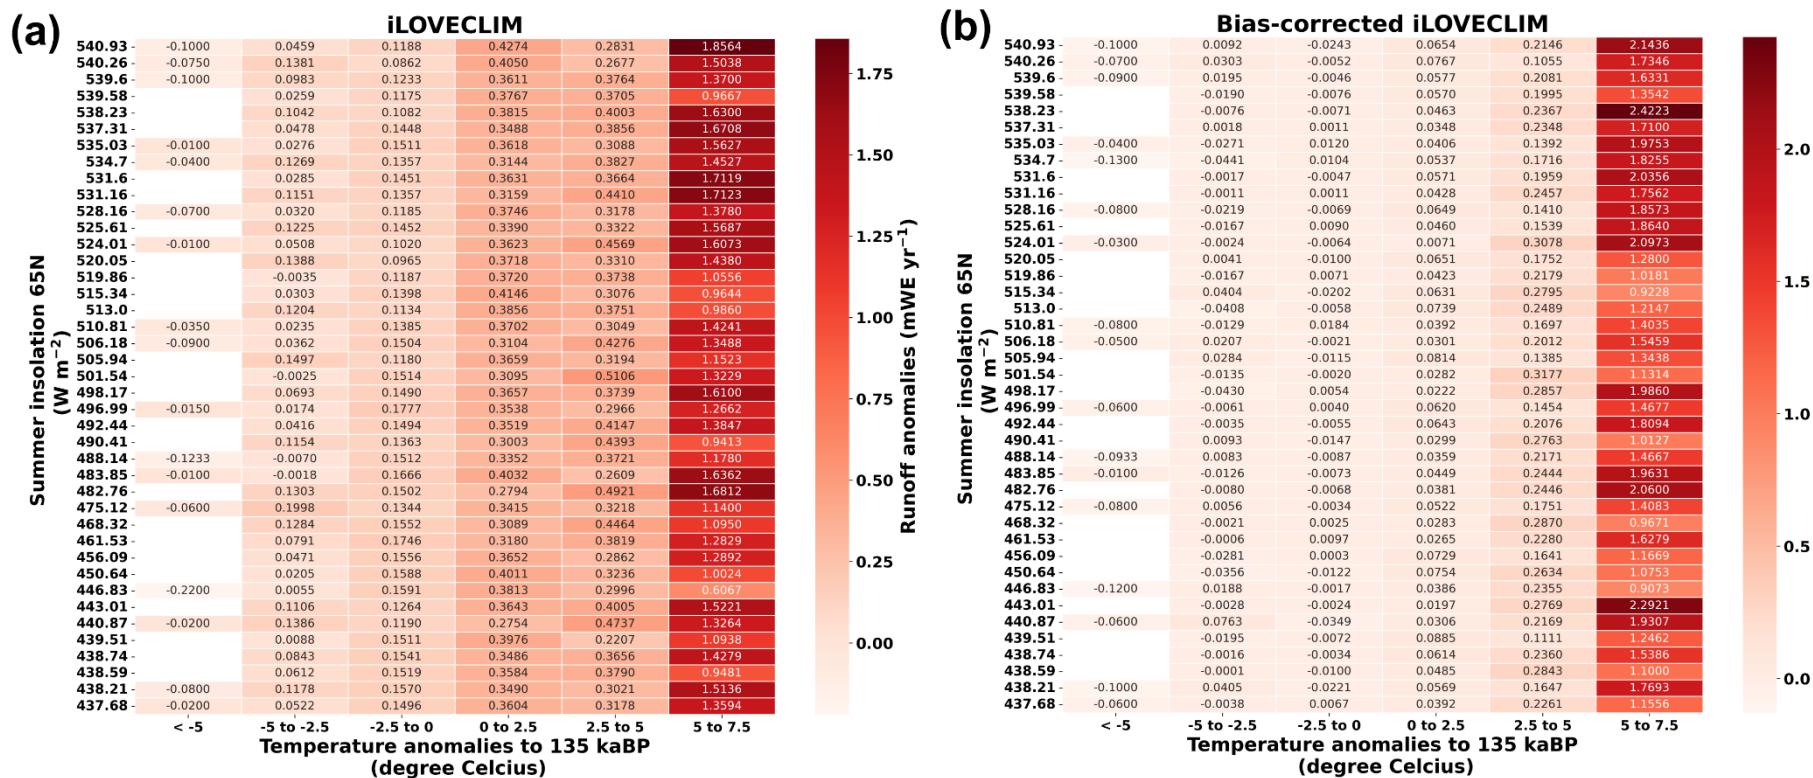 (a)
iLOVECLIM
540.93 -0.1000 0.0459 0.1188 0.4274 0.2831 1.8564
540.26 -0.0750 0.1381 0.0862 0.4050 0.2677 1.5038
539.6 -0.1000 0.0983 0.1233 0.3611 0.3764 1.3700
539.58 0.0259 0.1175 0.3767 0.3705 0.9667
538.23 0.1042 0.1082 0.3815 0.4003 1.6300
537.31 0.0478 0.1448 0.3488 0.3856 1.6708
535.03 -0.0100 0.0276 0.1511 0.3618 0.3088 1.5627
534.7 -0.0400 0.1269 0.1357 0.3144 0.3827 1.4527
531.6 0.0285 0.1451 0.3631 0.3664 1.7119
531.16 0.1151 0.1357 0.3159 0.4410 1.7123
528.16 -0.0700 0.0320 0.1185 0.3746 0.3178 1.3780
525.61 0.1225 0.1452 0.3390 0.3322 1.5687
524.01 -0.0100 0.0508 0.1020 0.3623 0.4569 1.6073
520.05 0.1388 0.0965 0.3718 0.3310 1.4380
519.86 -0.0035 0.1187 0.3720 0.3738 1.0556
515.34 0.0303 0.1398 0.4146 0.3076 0.9644
513.0 0.1204 0.1134 0.3856 0.3751 0.9860
510.81 -0.0350 0.0235 0.1385 0.3702 0.3049 1.4241
506.18 -0.0900 0.0362 0.1504 0.3104 0.4276 1.3488
505.94 0.1497 0.1180 0.3659 0.3194 1.1523
501.54 -0.0025 0.1514 0.3095 0.5106 1.3229
498.17 0.0693 0.1490 0.3657 0.3739 1.6100
496.99 -0.0150 0.0174 0.1777 0.3538 0.2966 1.2662
492.44 0.0416 0.1494 0.3519 0.4147 1.3847
490.41 0.1154 0.1363 0.3003 0.4393 0.9413
488.14 -0.1233 -0.0070 0.1512 0.3352 0.3721 1.1780
483.85 -0.0100 -0.0018 0.1666 0.4032 0.2609 1.6362
482.76 0.1303 0.1502 0.2794 0.4921 1.6812
475.12 -0.0600 0.1998 0.1344 0.3415 0.3218 1.1400
468.32 0.1284 0.1552 0.3089 0.4464 1.0950
461.53 0.0791 0.1746 0.3180 0.3819 1.2829
456.09 0.0471 0.1556 0.3652 0.2862 1.2892
450.64 0.0205 0.1588 0.4011 0.3236 1.0024
446.83 -0.2200 0.0055 0.1591 0.3813 0.2996 0.6067
443.01 0.1106 0.1264 0.3643 0.4005 1.5221
440.87 -0.0200 0.1386 0.1190 0.2754 0.4737 1.3264
439.51 0.0088 0.1511 0.3976 0.2207 1.0938
438.74 0.0843 0.1541 0.3486 0.3656 1.4279
438.59 0.0612 0.1519 0.3584 0.3790 0.9481
438.21 -0.0800 0.1178 0.1570 0.3490 0.3021 1.5136
437.68 -0.0200 0.0522 0.1496 0.3604 0.3178 1.3594
< -5 -5 to -2.5 -2.5 to 0 0 to 2.5 2.5 to 5 5 to 7.5
Temperature anomalies to 135 kaBP
(degree Celcius)
Summer insolation 65N
(W m⁻²)
1.75
1.50
1.25
1.00
0.75
0.50
0.25
0.00
Runoff anomalies (mWE yr⁻¹)
(b)
Bias-corrected iLOVECLIM
540.93 -0.1000 0.0092 -0.0243 0.0654 0.2146 2.1436
540.26 -0.0700 0.0303 -0.0052 0.0767 0.1055 1.7346
539.6 -0.0900 0.0195 -0.0046 0.0577 0.2081 1.6331
539.58 -0.0190 -0.0076 0.0570 0.1995 1.3542
538.23 -0.0076 -0.0071 0.0463 0.2367 2.4223
537.31 0.0018 0.0011 0.0348 0.2348 1.7100
535.03 -0.0400 -0.0271 0.0120 0.0406 0.1392 1.9753
534.7 -0.1300 -0.0441 0.0104 0.0537 0.1716 1.8255
531.6 -0.0017 -0.0047 0.0571 0.1959 2.0356
531.16 -0.0011 0.0011 0.0428 0.2457 1.7562
528.16 -0.0800 -0.0219 -0.0069 0.0649 0.1410 1.8573
525.61 -0.0167 0.0090 0.0460 0.1539 1.8640
524.01 -0.0300 -0.0024 -0.0064 0.0071 0.3078 2.0973
520.05 0.0041 -0.0100 0.0651 0.1752 1.2800
519.86 -0.0167 0.0071 0.0423 0.2179 1.0181
515.34 0.0404 -0.0202 0.0631 0.2795 0.9228
513.0 -0.0408 -0.0058 0.0739 0.2489 1.2147
510.81 -0.0800 -0.0129 0.0184 0.0392 0.1697 1.4035
506.18 -0.0500 0.0207 -0.0021 0.0301 0.2012 1.5459
505.94 0.0284 -0.0115 0.0814 0.1385 1.3438
501.54 -0.0135 -0.0020 0.0282 0.3177 1.1314
498.17 -0.0430 0.0054 0.0222 0.2857 1.9860
496.99 -0.0600 -0.0061 0.0040 0.0620 0.1454 1.4677
492.44 -0.0035 -0.0055 0.0643 0.2076 1.8094
490.41 0.0093 -0.0147 0.0299 0.2763 1.0127
488.14 -0.0933 0.0083 -0.0087 0.0359 0.2171 1.4667
483.85 -0.0100 -0.0126 -0.0073 0.0449 0.2444 1.9631
482.76 -0.0080 -0.0068 0.0381 0.2446 2.0600
475.12 -0.0800 0.0056 -0.0034 0.0522 0.1751 1.4083
468.32 -0.0021 0.0025 0.0283 0.2870 0.9671
461.53 -0.0006 0.0097 0.0265 0.2280 1.6279
456.09 -0.0281 0.0003 0.0729 0.1641 1.1669
450.64 -0.0356 -0.0122 0.0754 0.2634 1.0753
446.83 -0.1200 0.0188 -0.0017 0.0386 0.2355 0.9073
443.01 -0.0028 -0.0024 0.0197 0.2769 2.2921
440.87 -0.0600 0.0763 -0.0349 0.0306 0.2169 1.9307
439.51 -0.0195 -0.0072 0.0885 0.1111 1.2462
438.74 -0.0016 -0.0034 0.0614 0.2360 1.5386
438.59 -0.0001 -0.0100 0.0485 0.2843 1.1000
438.21 -0.1000 0.0405 -0.0221 0.0569 0.1647 1.7693
437.68 -0.0600 -0.0038 0.0067 0.0392 0.2261 1.1556
< -5 -5 to -2.5 -2.5 to 0 0 to 2.5 2.5 to 5 5 to 7.5
Temperature anomalies to 135 kaBP
(degree Celcius)
Summer insolation 65N
(W m⁻²)
2.0
1.5
1.0
0.5
0.0